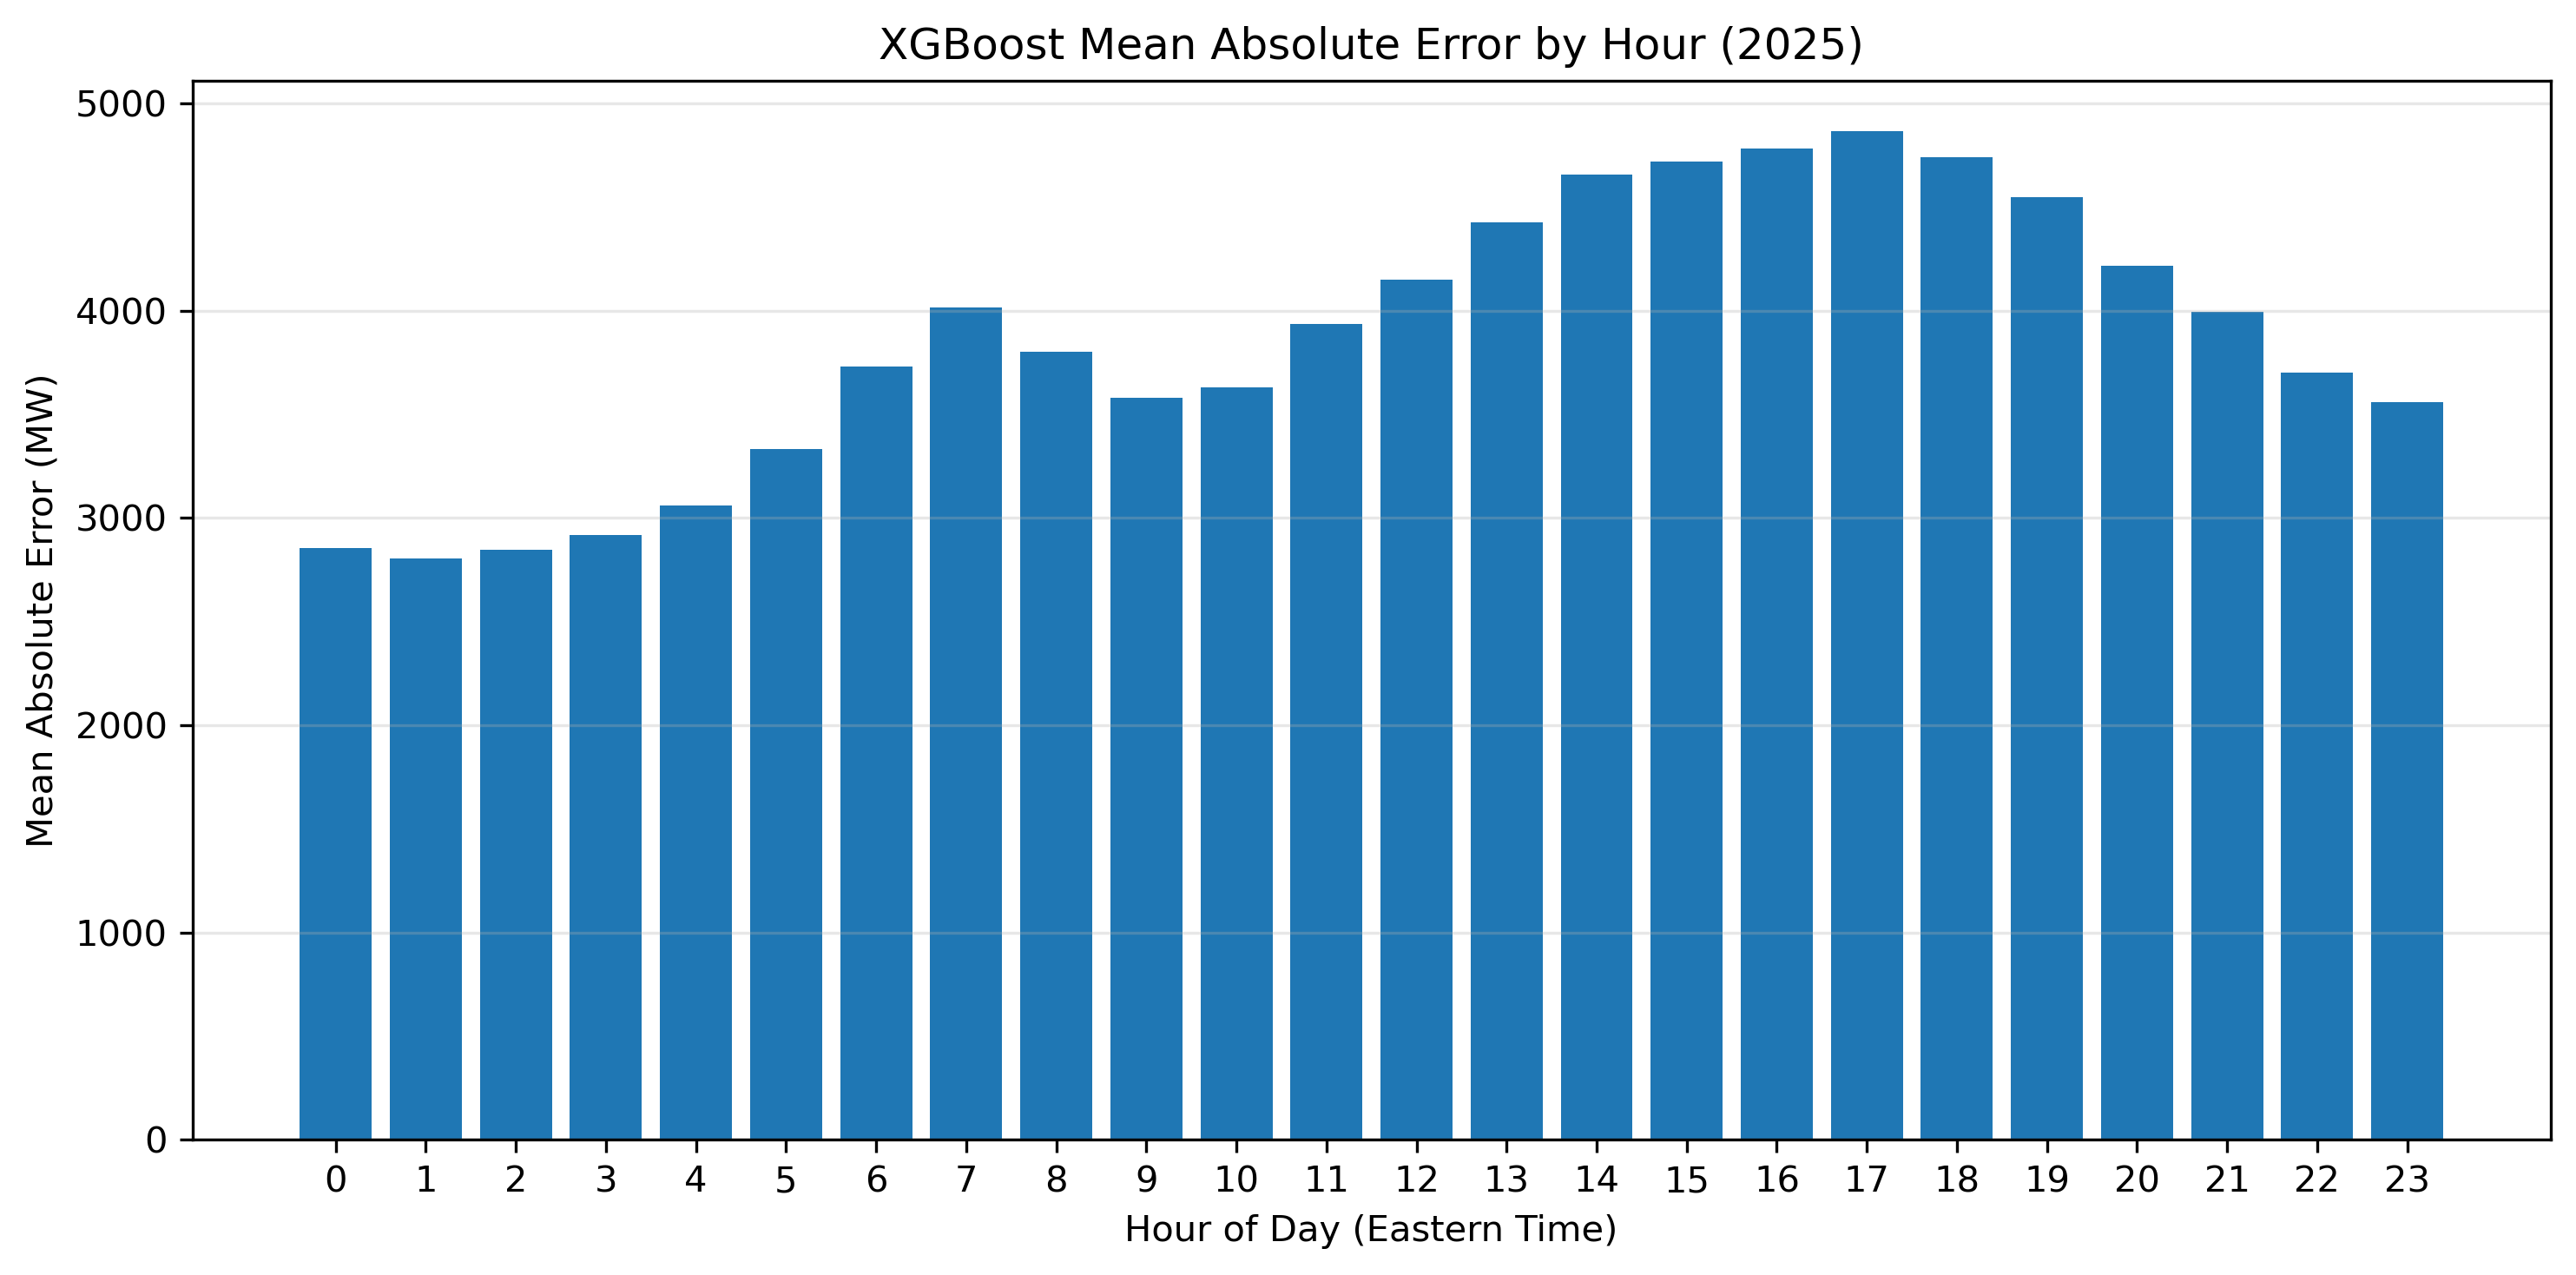 XGBoost Mean Absolute Error by Hour (2025)
Mean Absolute Error (MW)
5000
4000
3000
2000
1000
0
0 1 2 3 4 5 6 7 8 9 10 11 12 13 14 15 16 17 18 19 20 21 22 23
Hour of Day (Eastern Time)